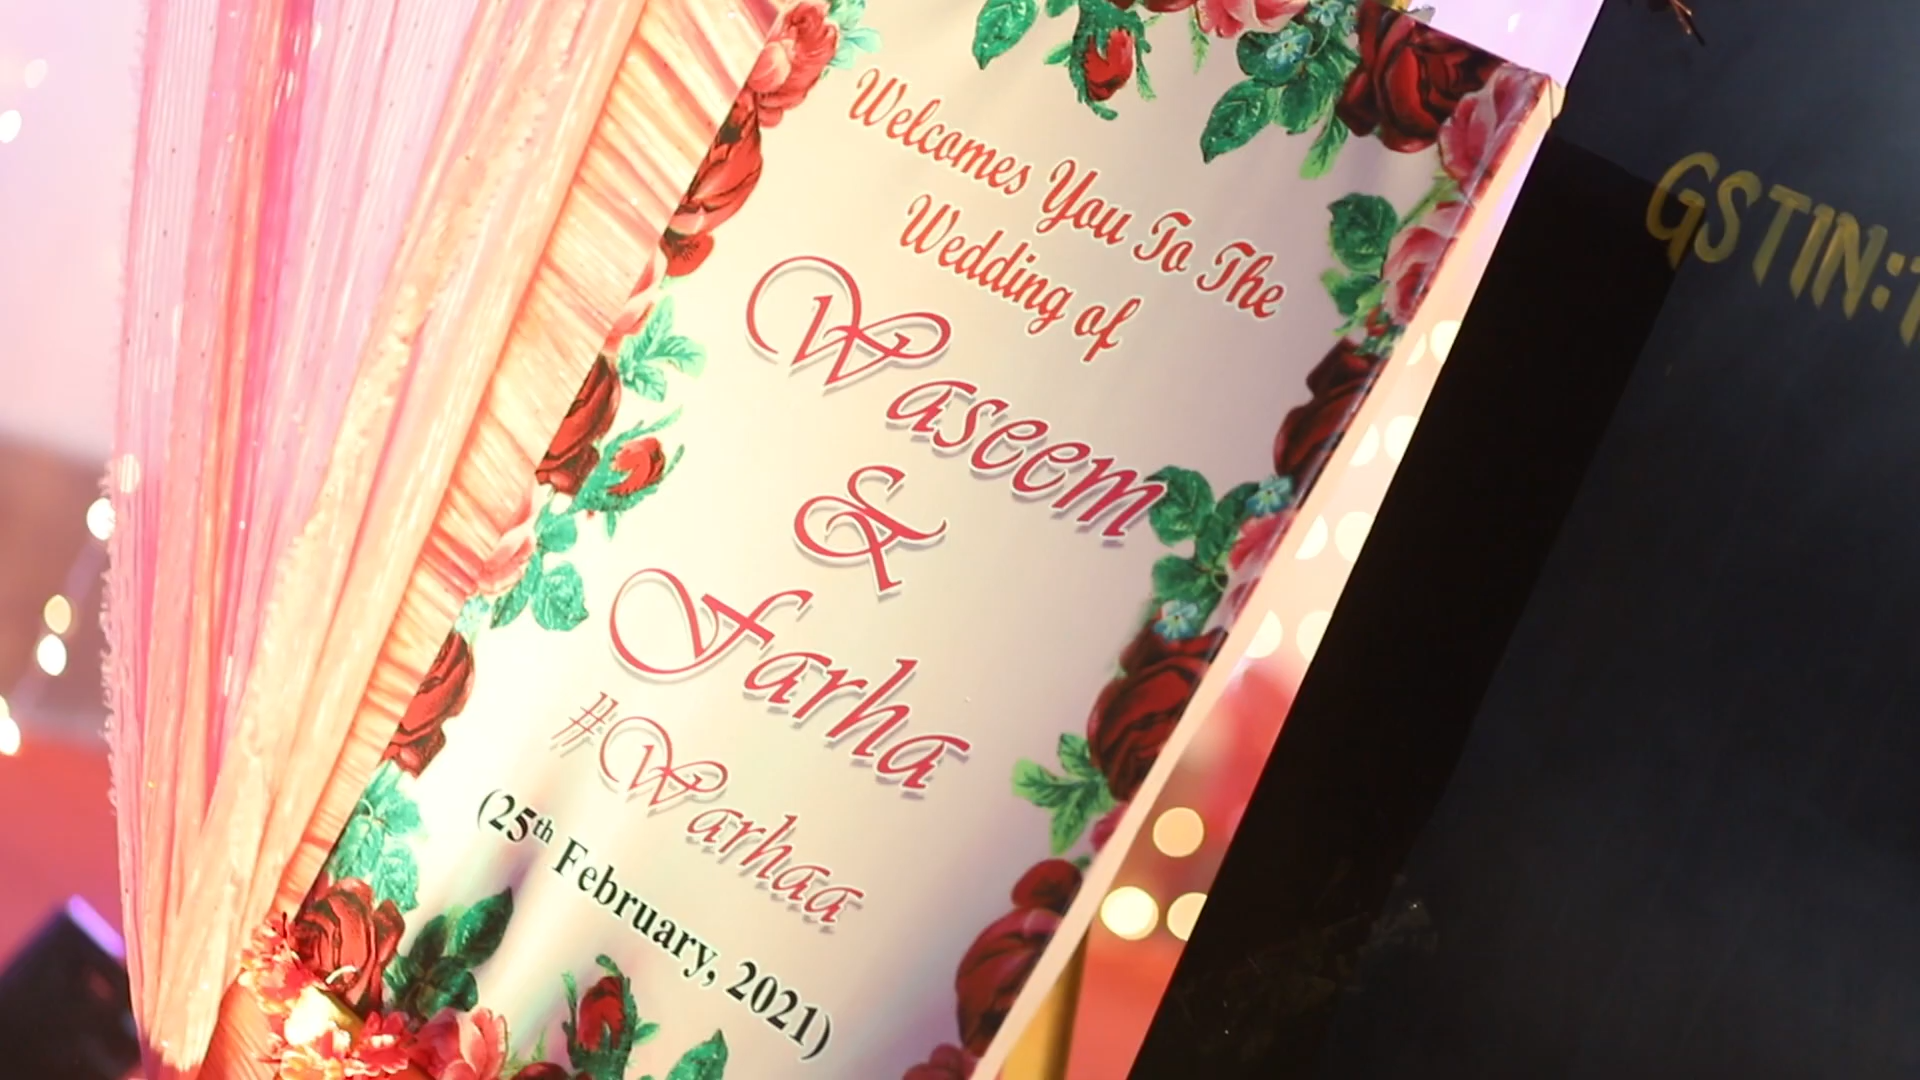 Welcomes You To The
Wedding of
Waseem
&
Farha
#Warhaa
(25th February, 2021)
GSTIN: